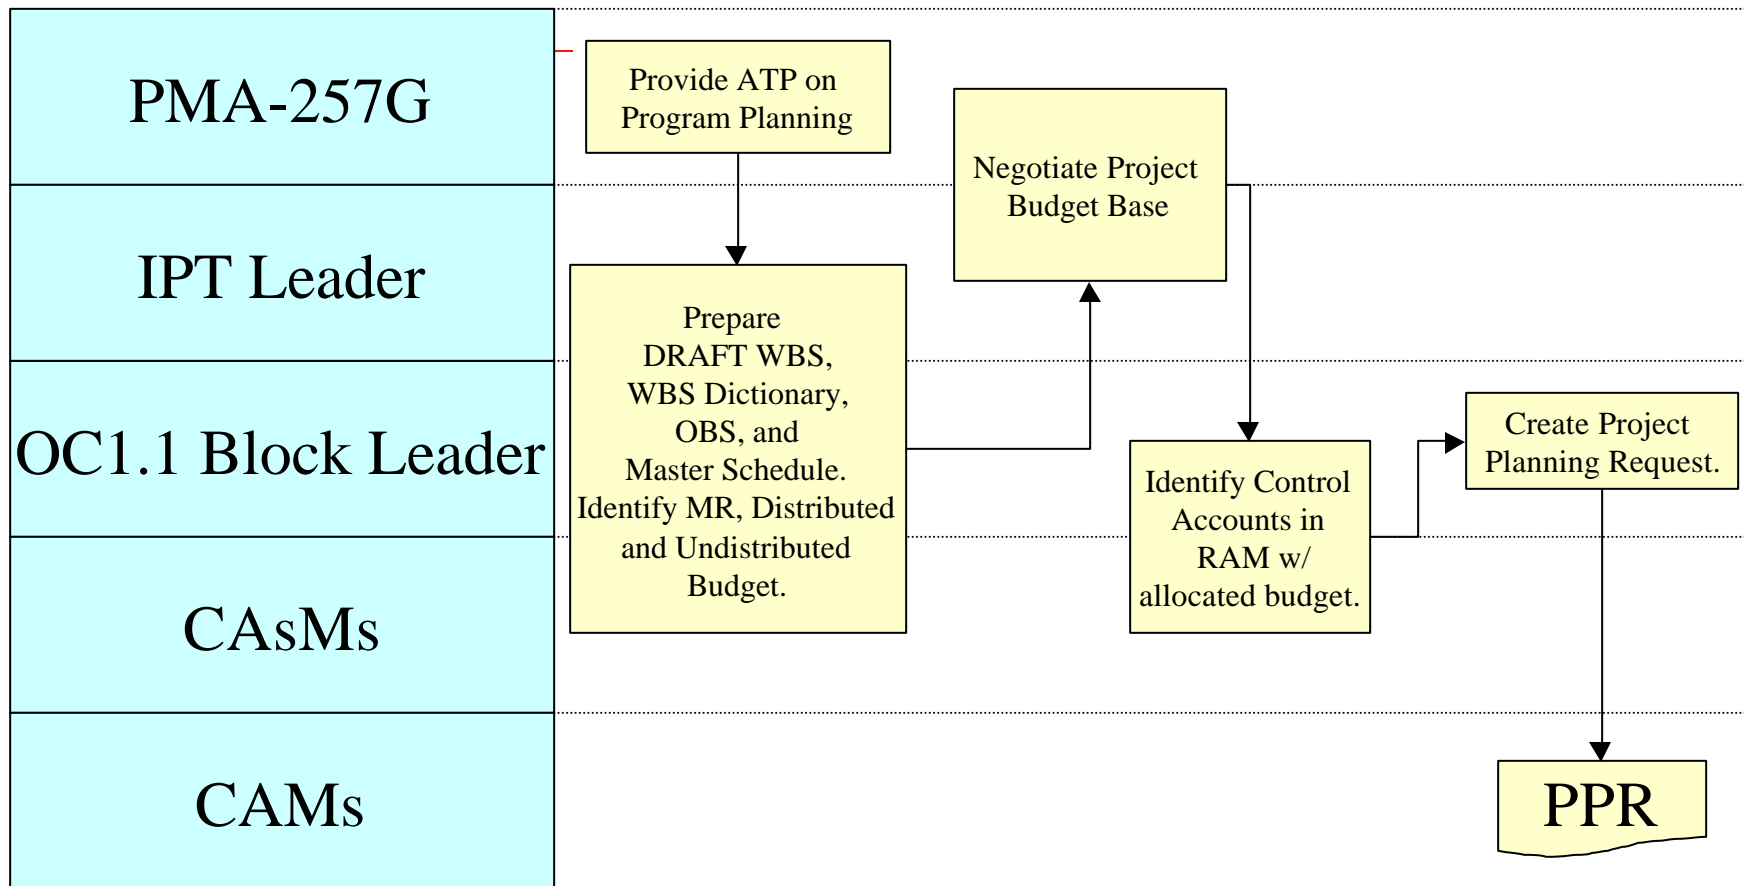 PMA-257G
IPT Leader
OC1.1 Block Leader
CAsMs
CAMs
Provide ATP on
Program Planning
Prepare
DRAFT WBS,
WBS Dictionary,
OBS, and
Master Schedule.
Identify MR, Distributed
and Undistributed
Budget.
Negotiate Project
Budget Base
Identify Control
Accounts in
RAM w/
allocated budget.
Create Project
Planning Request.
PPR